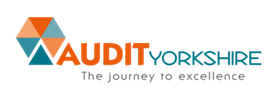 AUDIT YORKSHIRE
The journey to excellence